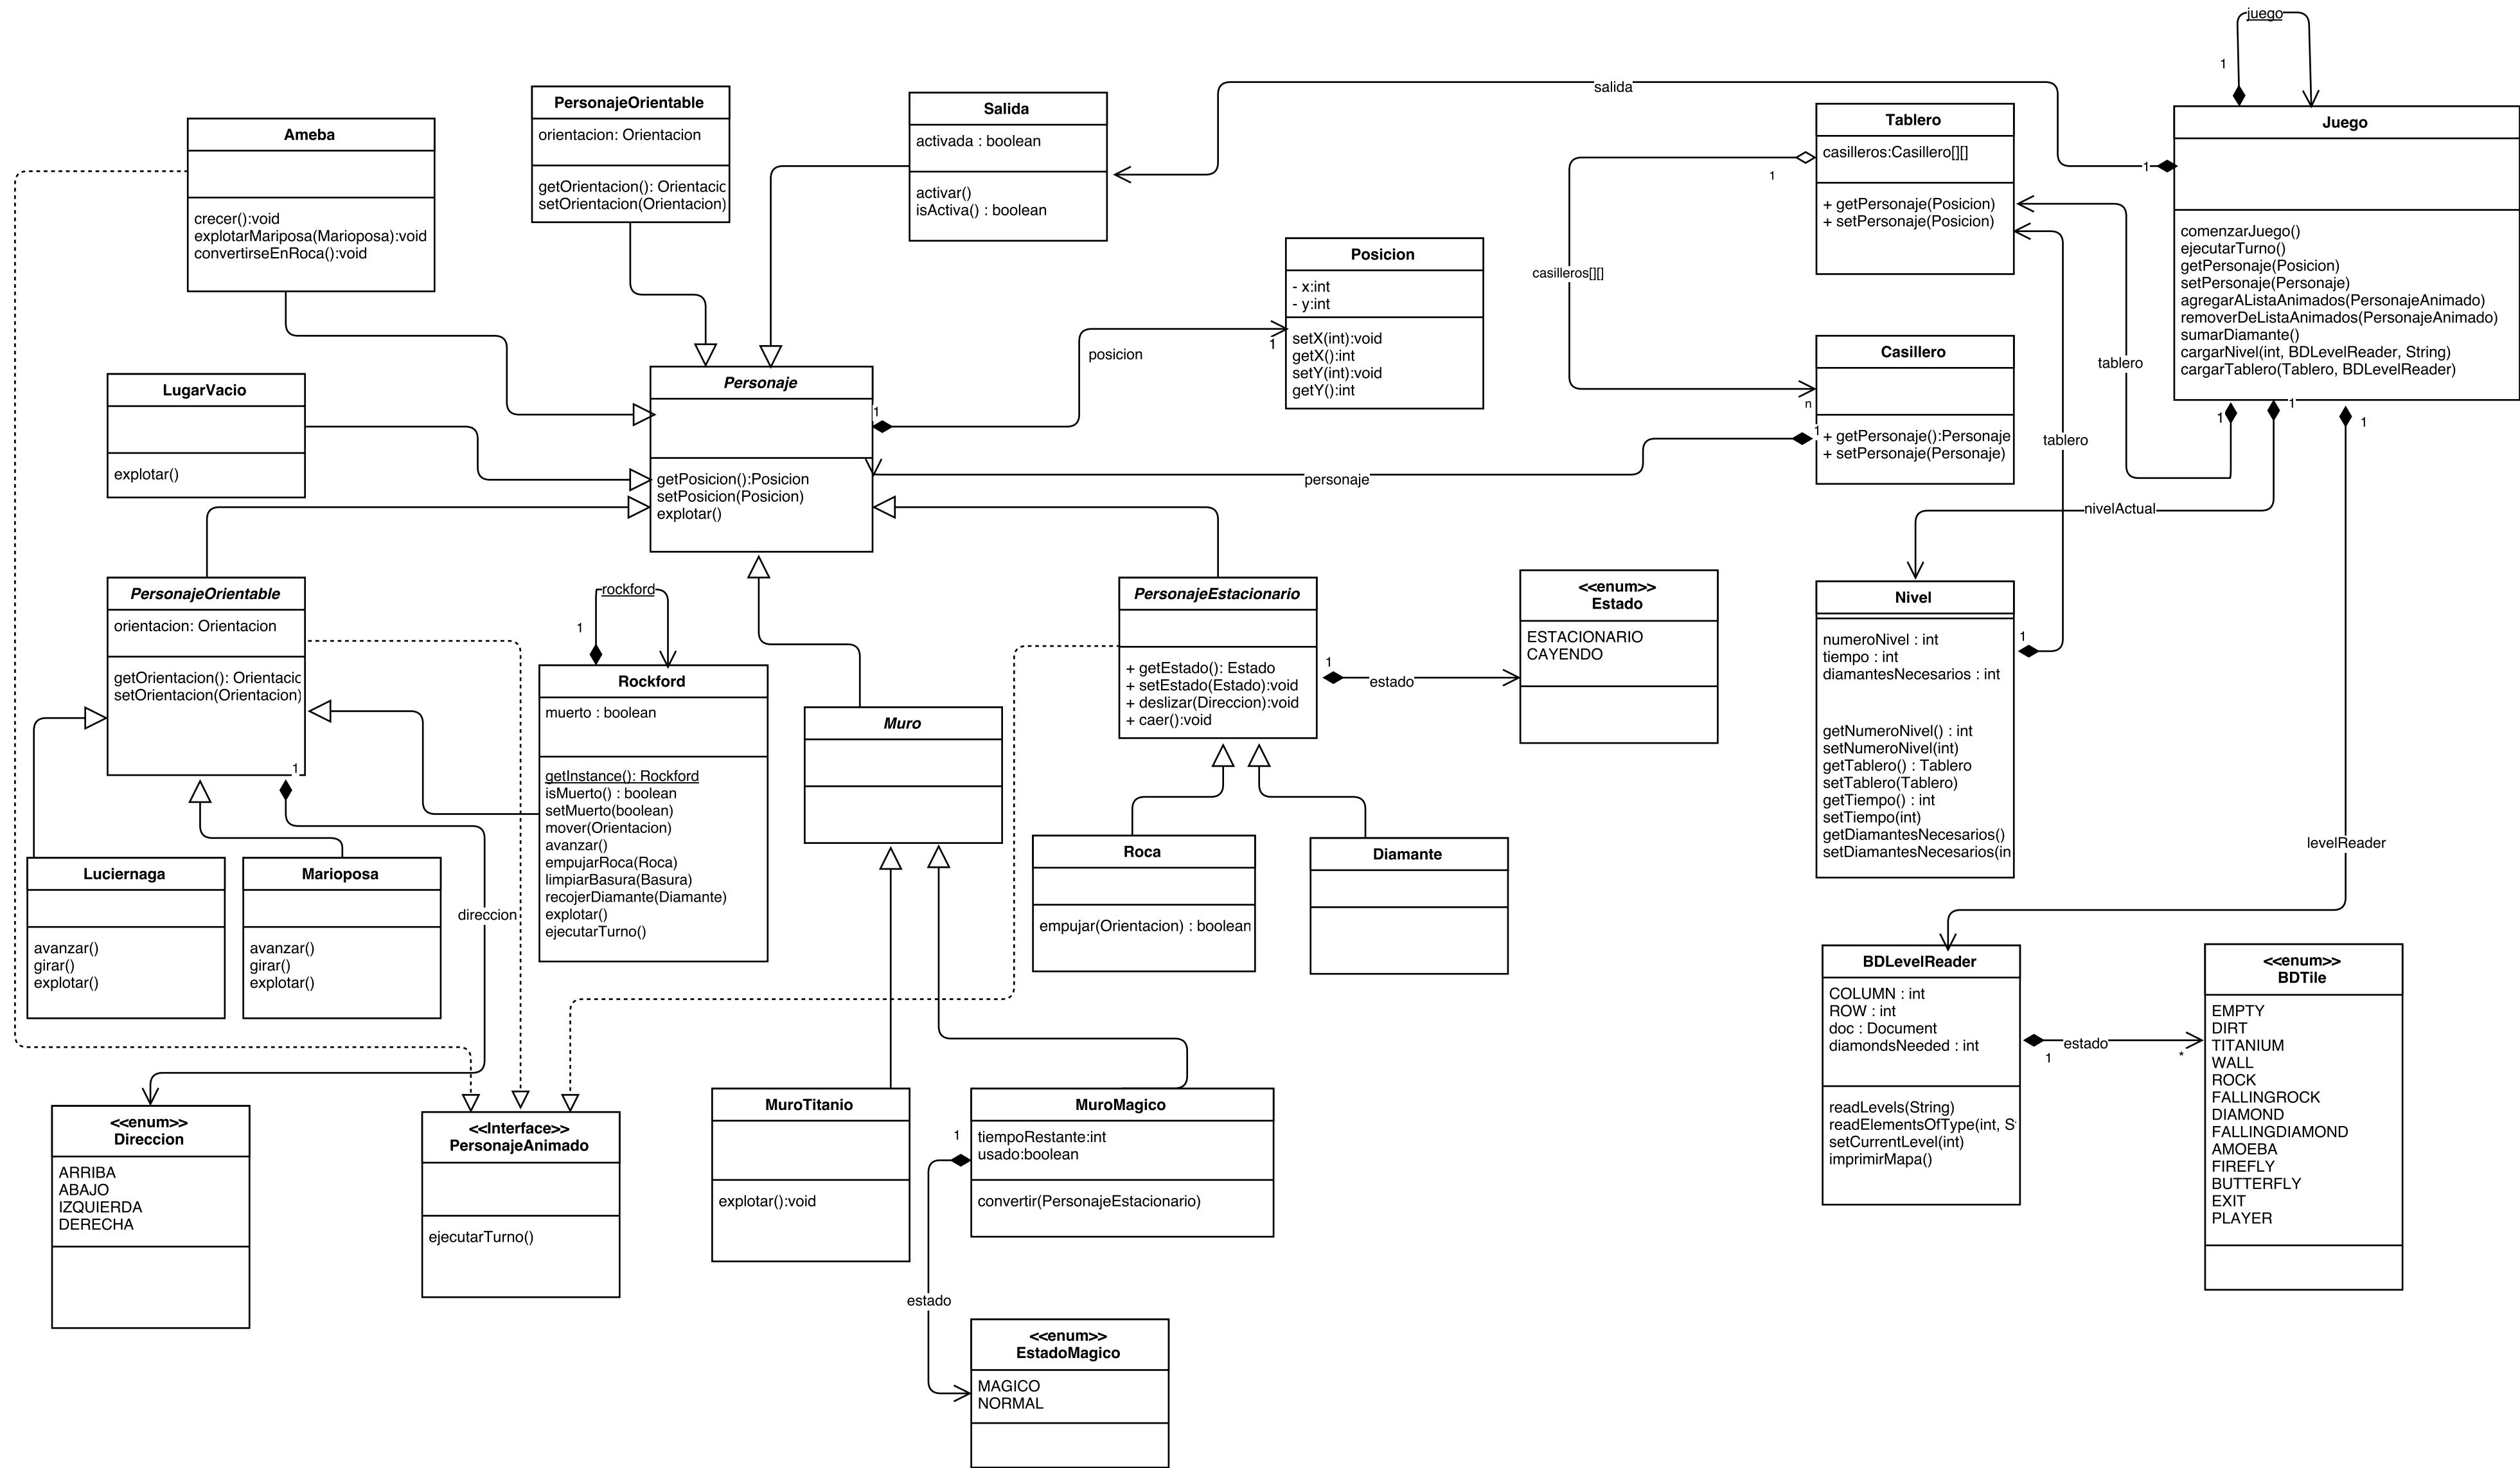 juego
1
salida
Ameba
crecer():void
explotarMariposa(Marioposa):void
convertirseEnRoca():void
PersonajeOrientable
orientacion: Orientacion
getOrientacion(): Orientacic
setOrientacion(Orientacion)
Salida
activada : boolean
activar()
isActiva() : boolean
Tablero
casilleros:Casillero[][]
+ getPersonaje(Posicion)
+ setPersonaje(Posicion)
1
casilleros[][]
n
Juego
1
comenzarJuego()
ejecutarTurno()
getPersonaje(Posicion)
setPersonaje(Personaje)
agregarAListaAnimados(PersonajeAnimado)
removerDeListaAnimados(PersonajeAnimado)
sumarDiamante()
cargarNivel(int, BDLevelReader, String)
cargarTablero(Tablero, BDLevelReader)
1
1
1
tablero
tablero
nivelActual
levelReader
Posicion
- x:int
- y:int
setX(int):void
getX():int
setY(int):void
getY():int
posicion
1
1
Casillero
+ getPersonaje():Personaje
+ setPersonaje(Personaje)
1
personaje
LugarVacio
explotar()
Personaje
getPosicion():Posicion
setPosicion(Posicion)
explotar()
PersonajeOrientable
orientacion: Orientacion
getOrientacion(): Orientacic
setOrientacion(Orientacion)
1
direccion
rockford
1
Rockford
muerto : boolean
getInstance(): Rockford
isMuerto() : boolean
setMuerto(boolean)
mover(Orientacion)
avanzar()
empujarRoca(Roca)
limpiarBasura(Basura)
recojerDiamante(Diamante)
explotar()
ejecutarTurno()
Muro
PersonajeEstacionario
+ getEstado(): Estado
+ setEstado(Estado):void
+ deslizar(Direccion):void
+ caer():void
1
estado
<<enum>>
Estado
ESTACIONARIO
CAYENDO
Nivel
numeroNivel : int
tiempo : int
diamantesNecesarios : int
getNumeroNivel() : int
setNumeroNivel(int)
getTablero() : Tablero
setTablero(Tablero)
getTiempo() : int
setTiempo(int)
getDiamantesNecesarios()
setDiamantesNecesarios(in
1
Luciernaga
avanzar()
girar()
explotar()
Marioposa
avanzar()
girar()
explotar()
Roca
empujar(Orientacion) : boolean
Diamante
BDLevelReader
COLUMN : int
ROW : int
doc : Document
diamondsNeeded : int
readLevels(String)
readElementsOfType(int, S
setCurrentLevel(int)
imprimirMapa()
estado
1
*
<<enum>>
BDTile
EMPTY
DIRT
TITANIUM
WALL
ROCK
FALLINGROCK
DIAMOND
FALLINGDIAMOND
AMOEBA
FIREFLY
BUTTERFLY
EXIT
PLAYER
<<enum>>
Direccion
ARRIBA
ABAJO
IZQUIERDA
DERECHA
<<Interface>>
PersonajeAnimado
ejecutarTurno()
MuroTitanio
explotar():void
MuroMagico
tiempoRestante:int
usado:boolean
convertir(PersonajeEstacionario)
1
estado
<<enum>>
EstadoMagico
MAGICO
NORMAL